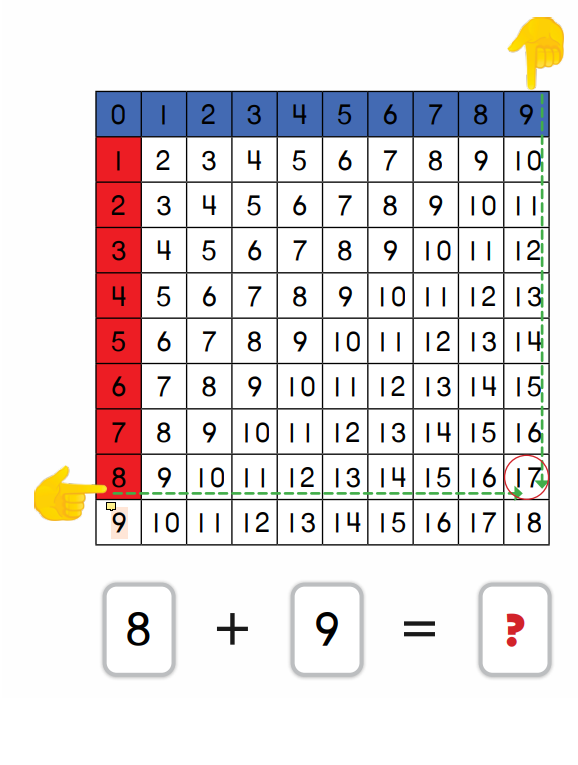 0 1 2 3 4 5 6 7 8 9
1 2 3 4 5 6 7 8 9 10
2 3 4 5 6 7 8 9 10 11
3 4 5 6 7 8 9 10 11 12
4 5 6 7 8 9 10 11 12 13
5 6 7 8 9 10 11 12 13 14
6 7 8 9 10 11 12 13 14 15
7 8 9 10 11 12 13 14 15 16
8 9 10 11 12 13 14 15 16 17
9 10 11 12 13 14 15 16 17 18
8 + 9 = ?